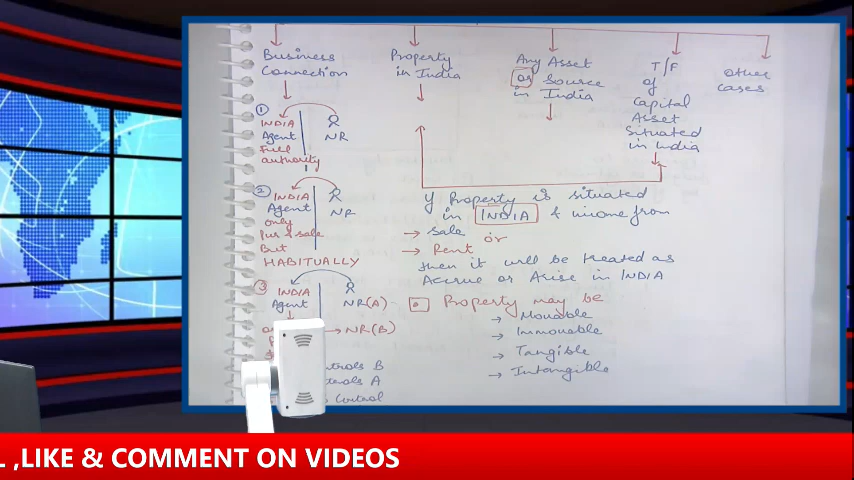 Business
Connection
Property
in India
Any Asset
or Source
in India
T/F
of
Capital
Asset
Situated
in India
Other
Cases
① INDIA
Agent
Full
authority
NR
② INDIA
Agent
only
Pur & sale
But
HABITUALLY
NR
③ INDIA
Agent
NR(A)
→ NR(B)
B
A
Control
If Property is situated
in INDIA & income from
→ Sale
or
→ Rent
then it will be treated as
Accrue or Arise in INDIA
Property may be
→ Movable
→ Immovable
→ Tangible
→ Intangible
,LIKE & COMMENT ON VIDEOS